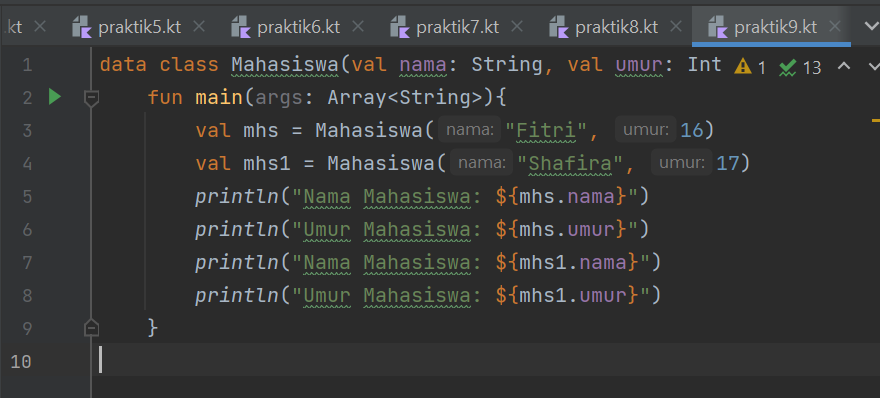 .kt praktik5.kt praktik6.kt praktik7.kt praktik8.kt praktik9.kt
1 data class Mahasiswa(val nama: String, val umur: Int 1 13
2 fun main(args: Array<String>){
3 val mhs = Mahasiswa( nama: "Fitri", umur: 16)
4 val mhs1 = Mahasiswa( nama: "Shafira", umur: 17)
5 println("Nama Mahasiswa: ${mhs.nama}")
6 println("Umur Mahasiswa: ${mhs.umur}")
7 println("Nama Mahasiswa: ${mhs1.nama}")
8 println("Umur Mahasiswa: ${mhs1.umur}")
9 }
10